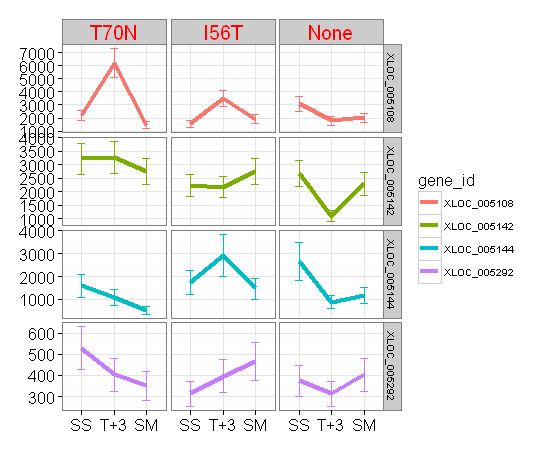 T70N I56T None
7000
6000
5000
4000
3000
2000
1000
XLOC_005108
4000
3500
3000
2500
2000
1500
1000
XLOC_005142
4000
3000
2000
1000
XLOC_005144
600
500
400
300
XLOC_005292
SS T+3 SM SS T+3 SM SS T+3 SM
gene_id
XLOC_005108
XLOC_005142
XLOC_005144
XLOC_005292